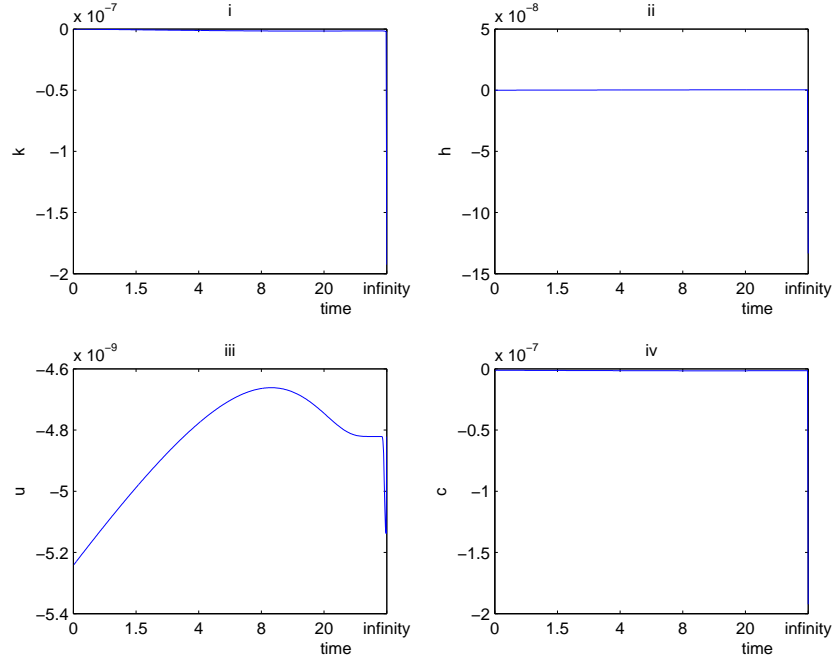 x 10⁻⁷
i
0
−0.5
−1
−1.5
−2
k
0 1.5 4 8 20 infinity
time
x 10⁻⁸
ii
5
0
−5
−10
−15
h
0 1.5 4 8 20 infinity
time
x 10⁻⁹
iii
−4.6
−4.8
−5
−5.2
−5.4
u
0 1.5 4 8 20 infinity
time
x 10⁻⁷
iv
0
−0.5
−1
−1.5
−2
c
0 1.5 4 8 20 infinity
time